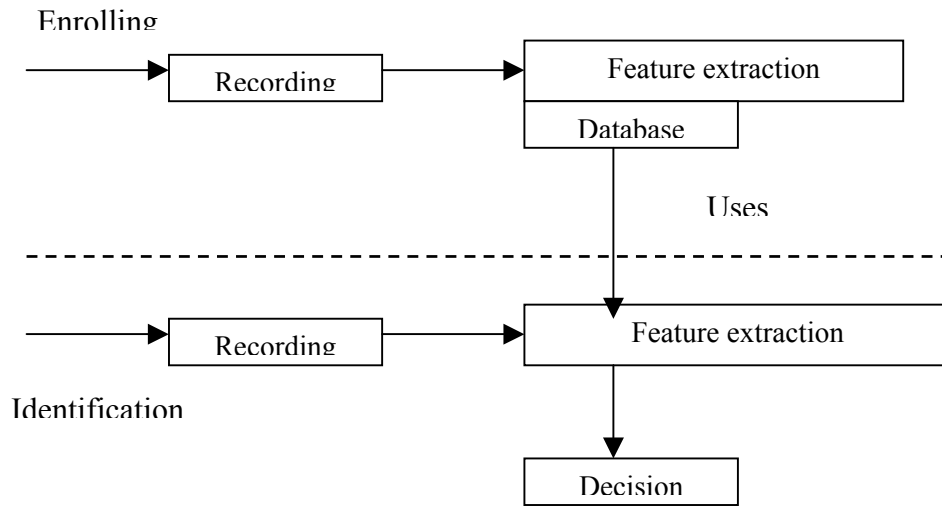 Enrolling
Recording
Feature extraction
Database
Uses
Recording
Feature extraction
Identification
Decision